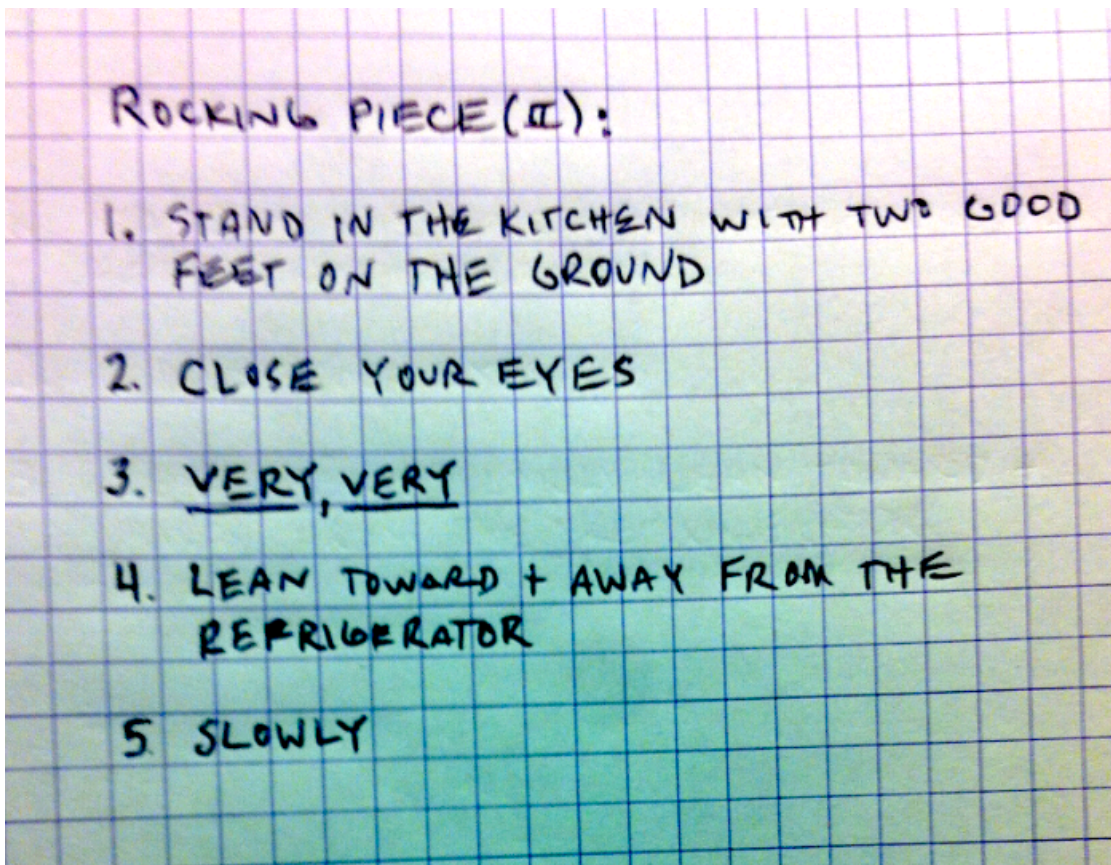 ROCKING PIECE (II):
1. STAND IN THE KITCHEN WITH TWO GOOD
FEET ON THE GROUND
2. CLOSE YOUR EYES
3. VERY, VERY
4. LEAN TOWARD + AWAY FROM THE
REFRIGERATOR
5 SLOWLY